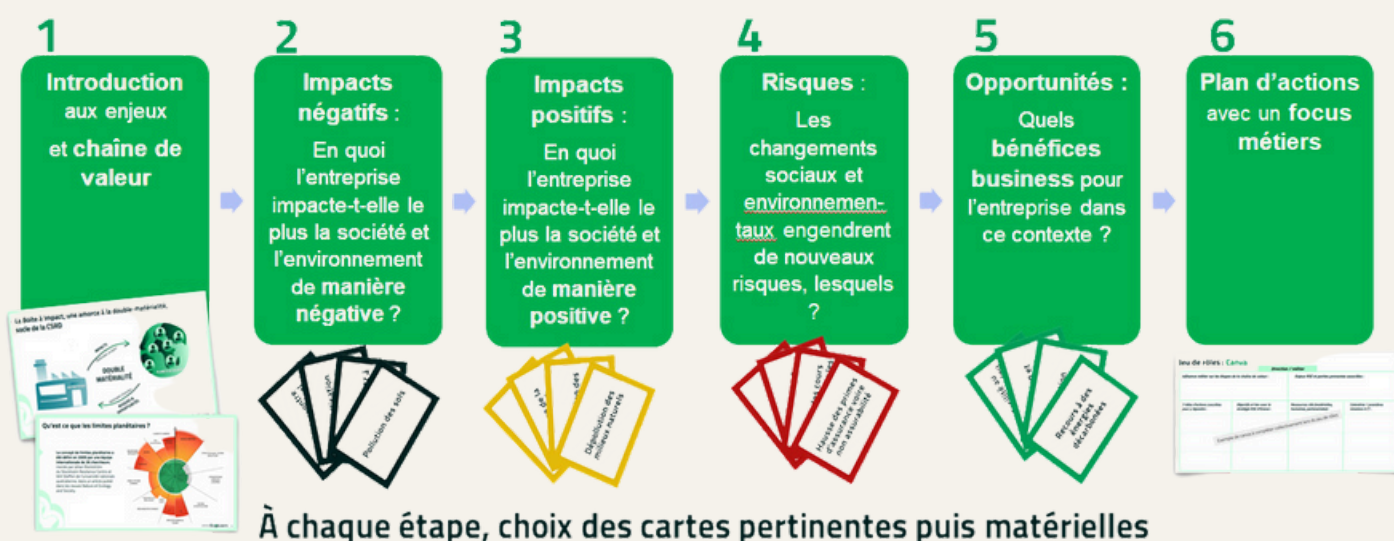 1
Introduction
aux enjeux
et chaîne de
valeur
2
Impacts
négatifs :
En quoi
l'entreprise
impacte-t-elle le
plus la société et
l'environnement
de manière
négative ?
3
Impacts
positifs :
En quoi
l'entreprise
impacte-t-elle le
plus la société et
l'environnement
de manière
positive ?
4
Risques :
Les
changements
sociaux et
environnemen-
taux engendrent
de nouveaux
risques, lesquels
?
5
Opportunités :
Quels
bénéfices
business pour
l'entreprise dans
ce contexte ?
6
Plan d'actions
avec un focus
métiers
La Boîte à Impact, une amorce à la double-matérialité,
socle de la CSRD
DOUBLE
MATÉRIALITÉ
Qu'est ce que les limites planétaires ?
Pollution des sols
Dépollution des
milieux naturels
Hausse des primes
d'assurance voire
non assurabilité
Recours à des
énergies
décarbonées
Jeu de rôles : Canva
À chaque étape, choix des cartes pertinentes puis matérielles